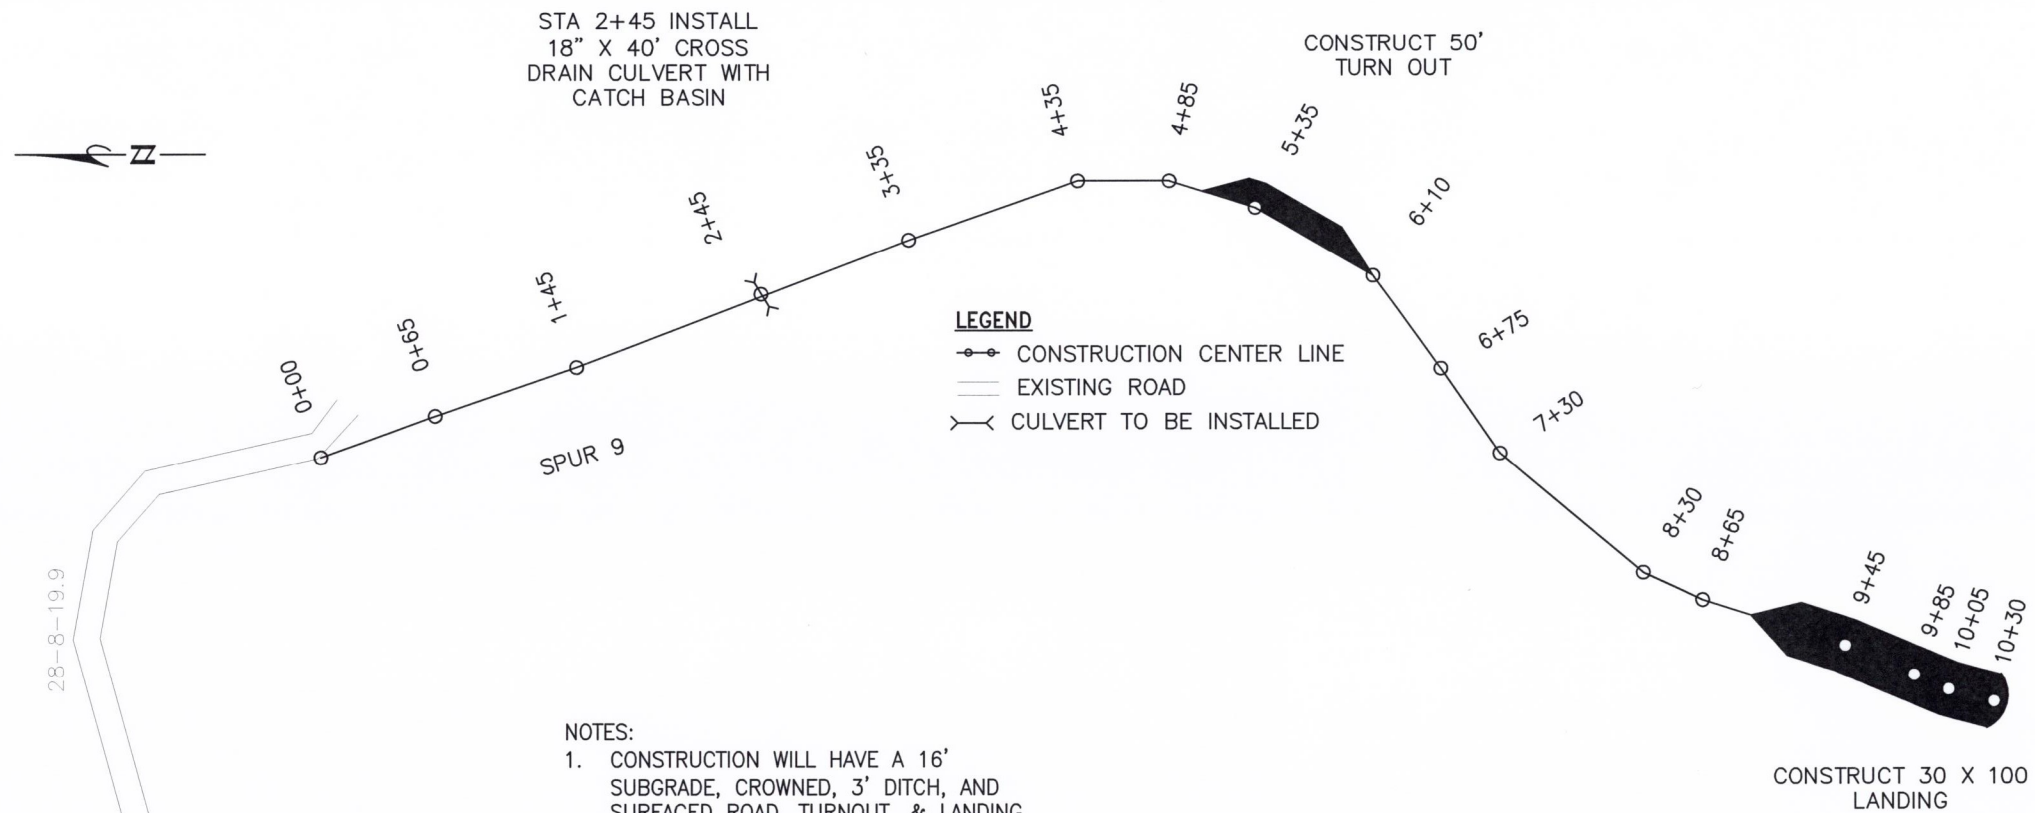 STA 2+45 INSTALL
18" X 40' CROSS
DRAIN CULVERT WITH
CATCH BASIN
CONSTRUCT 50'
TURN OUT
N
0+00
0+65
1+45
2+45
3+35
4+35
4+85
5+35
6+10
6+75
7+30
8+30
8+65
9+45
9+85
10+05
10+30
SPUR 9
28-8-19.9
LEGEND
CONSTRUCTION CENTER LINE
EXISTING ROAD
CULVERT TO BE INSTALLED
NOTES:
1. CONSTRUCTION WILL HAVE A 16'
SUBGRADE, CROWNED, 3' DITCH, AND
SURFACED ROAD, TURNOUT, & LANDING
CONSTRUCT 30 X 100
LANDING